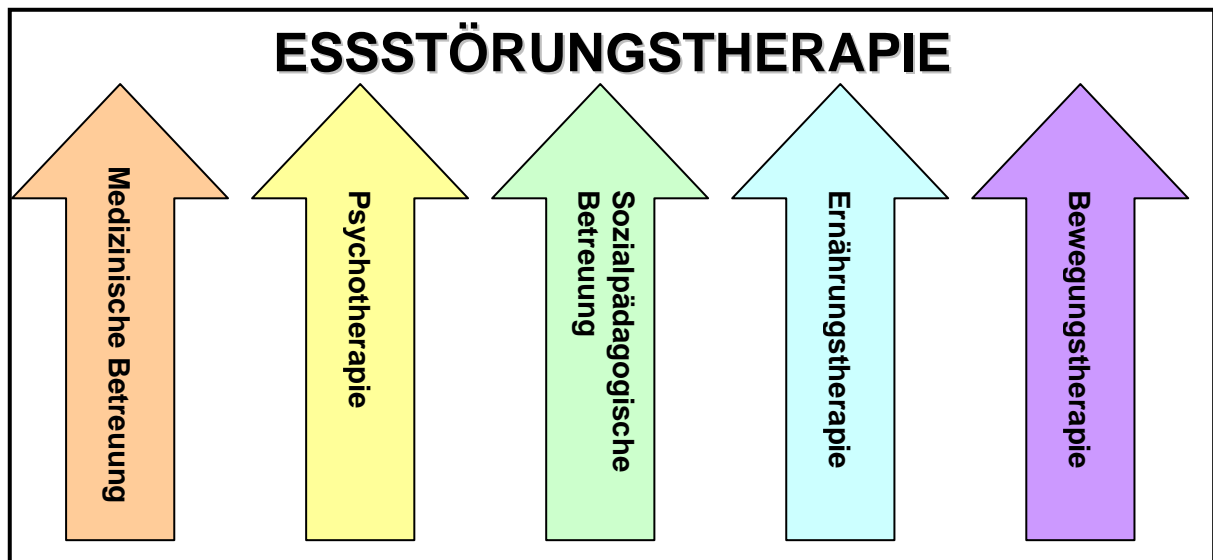 ESSSTÖRUNGSTHERAPIE
Medizinische Betreuung
Psychotherapie
Sozialpädagogische
Betreuung
Ernährungstherapie
Bewegungstherapie